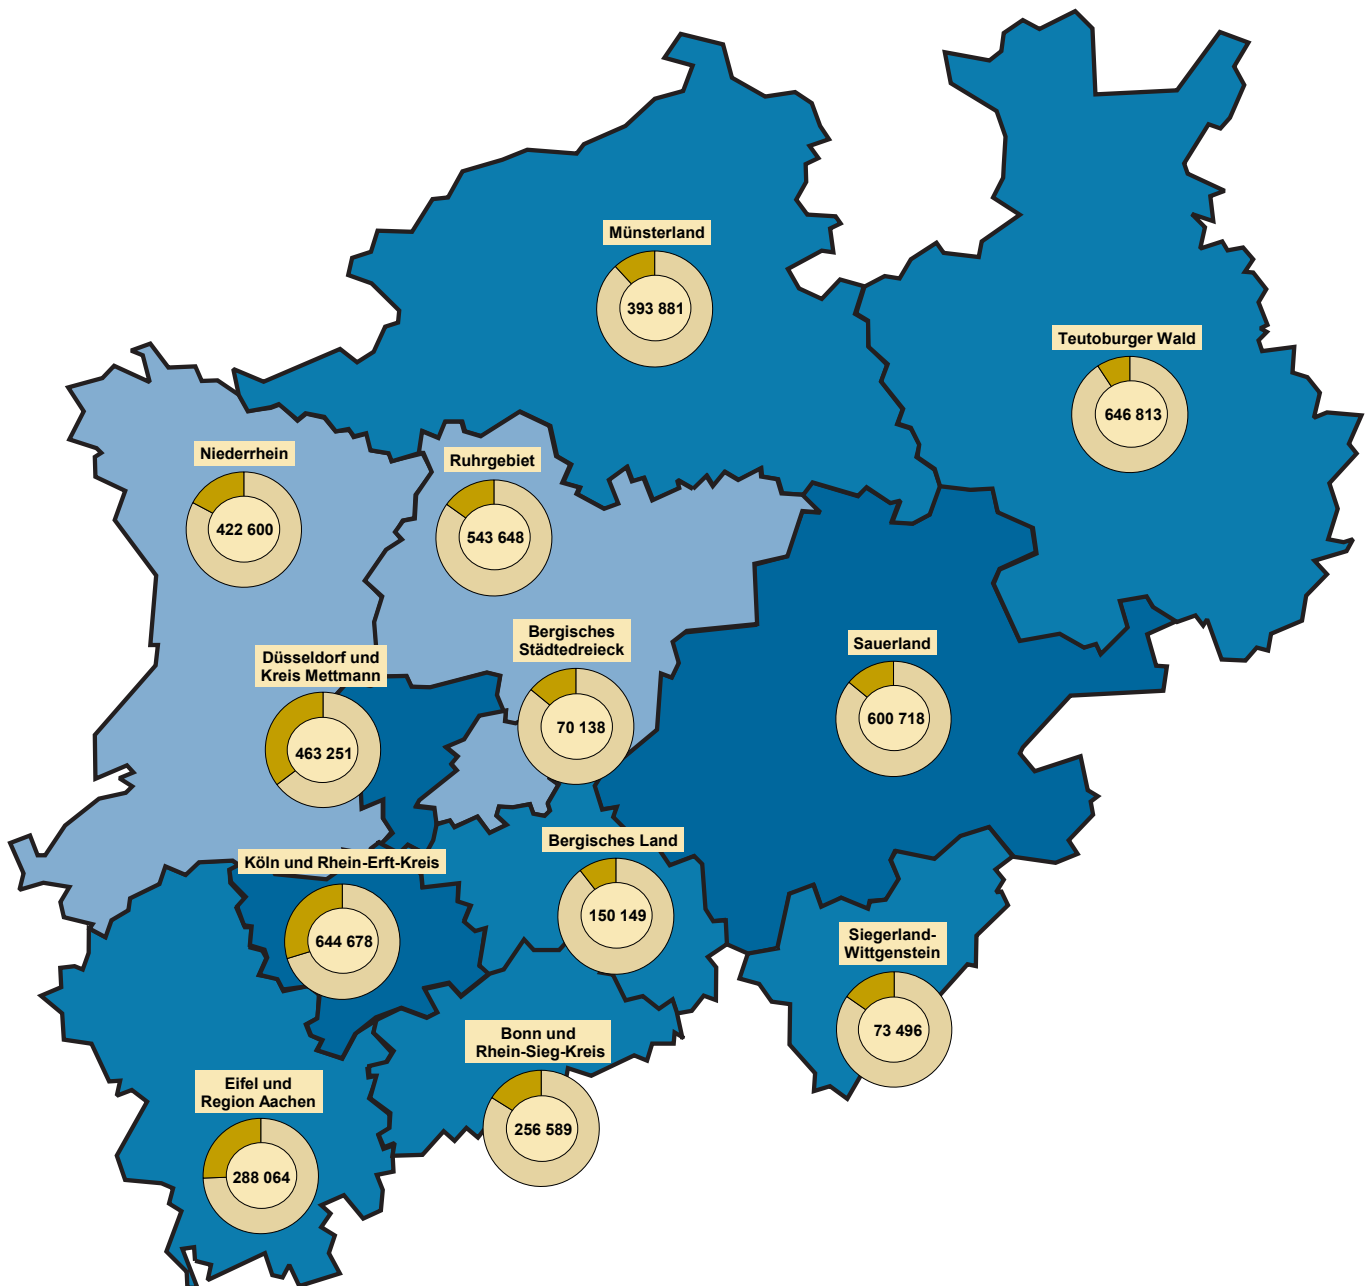 Münsterland
393 881
Teutoburger Wald
646 813
Niederrhein
422 600
Ruhrgebiet
543 648
Bergisches
Städtedreieck
70 138
Sauerland
600 718
Düsseldorf und
Kreis Mettmann
463 251
Bergisches Land
150 149
Köln und Rhein-Erft-Kreis
644 678
Siegerland-
Wittgenstein
73 496
Bonn und
Rhein-Sieg-Kreis
256 589
Eifel und
Region Aachen
288 064